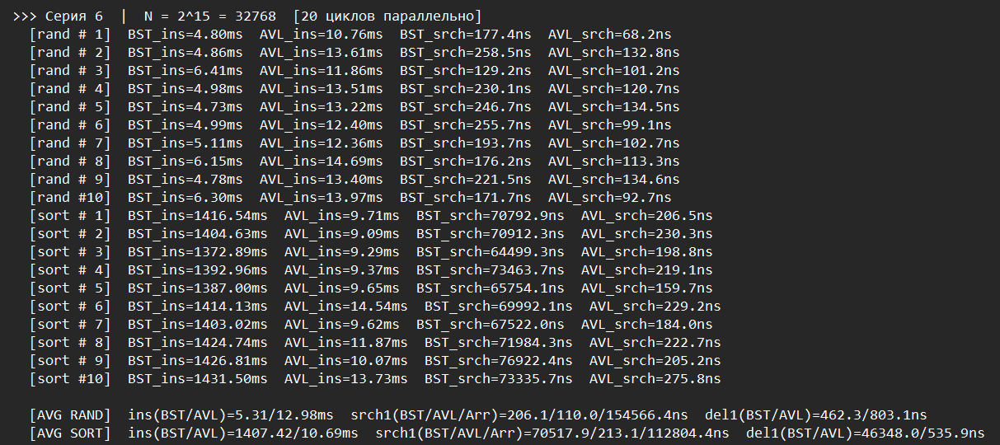 >>> Серия 6  |  N = 2^15 = 32768  [20 циклов параллельно]
[rand # 1]  BST_ins=4.80ms  AVL_ins=10.76ms  BST_srch=177.4ns  AVL_srch=68.2ns
[rand # 2]  BST_ins=4.86ms  AVL_ins=13.61ms  BST_srch=258.5ns  AVL_srch=132.8ns
[rand # 3]  BST_ins=6.41ms  AVL_ins=11.86ms  BST_srch=129.2ns  AVL_srch=101.2ns
[rand # 4]  BST_ins=4.98ms  AVL_ins=13.51ms  BST_srch=230.1ns  AVL_srch=120.7ns
[rand # 5]  BST_ins=4.73ms  AVL_ins=13.22ms  BST_srch=246.7ns  AVL_srch=134.5ns
[rand # 6]  BST_ins=4.99ms  AVL_ins=12.40ms  BST_srch=255.7ns  AVL_srch=99.1ns
[rand # 7]  BST_ins=5.11ms  AVL_ins=12.36ms  BST_srch=193.7ns  AVL_srch=102.7ns
[rand # 8]  BST_ins=6.15ms  AVL_ins=14.69ms  BST_srch=176.2ns  AVL_srch=113.3ns
[rand # 9]  BST_ins=4.78ms  AVL_ins=13.40ms  BST_srch=221.5ns  AVL_srch=134.6ns
[rand #10]  BST_ins=6.30ms  AVL_ins=13.97ms  BST_srch=171.7ns  AVL_srch=92.7ns
[sort # 1]  BST_ins=1416.54ms  AVL_ins=9.71ms  BST_srch=70792.9ns  AVL_srch=206.5ns
[sort # 2]  BST_ins=1404.63ms  AVL_ins=9.09ms  BST_srch=70912.3ns  AVL_srch=230.3ns
[sort # 3]  BST_ins=1372.89ms  AVL_ins=9.29ms  BST_srch=64499.3ns  AVL_srch=198.8ns
[sort # 4]  BST_ins=1392.96ms  AVL_ins=9.37ms  BST_srch=73463.7ns  AVL_srch=219.1ns
[sort # 5]  BST_ins=1387.00ms  AVL_ins=9.65ms  BST_srch=65754.1ns  AVL_srch=159.7ns
[sort # 6]  BST_ins=1414.13ms  AVL_ins=14.54ms  BST_srch=69992.1ns  AVL_srch=229.2ns
[sort # 7]  BST_ins=1403.02ms  AVL_ins=9.62ms  BST_srch=67522.0ns  AVL_srch=184.0ns
[sort # 8]  BST_ins=1424.74ms  AVL_ins=11.87ms  BST_srch=71984.3ns  AVL_srch=222.7ns
[sort # 9]  BST_ins=1426.81ms  AVL_ins=10.07ms  BST_srch=76922.4ns  AVL_srch=205.2ns
[sort #10]  BST_ins=1431.50ms  AVL_ins=13.73ms  BST_srch=73335.7ns  AVL_srch=275.8ns
[AVG RAND]  ins(BST/AVL)=5.31/12.98ms  srch1(BST/AVL/Arr)=206.1/110.0/154566.4ns  del1(BST/AVL)=462.3/803.1ns
[AVG SORT]  ins(BST/AVL)=1407.42/10.69ms  srch1(BST/AVL/Arr)=70517.9/213.1/112804.4ns  del1(BST/AVL)=46348.0/535.9ns